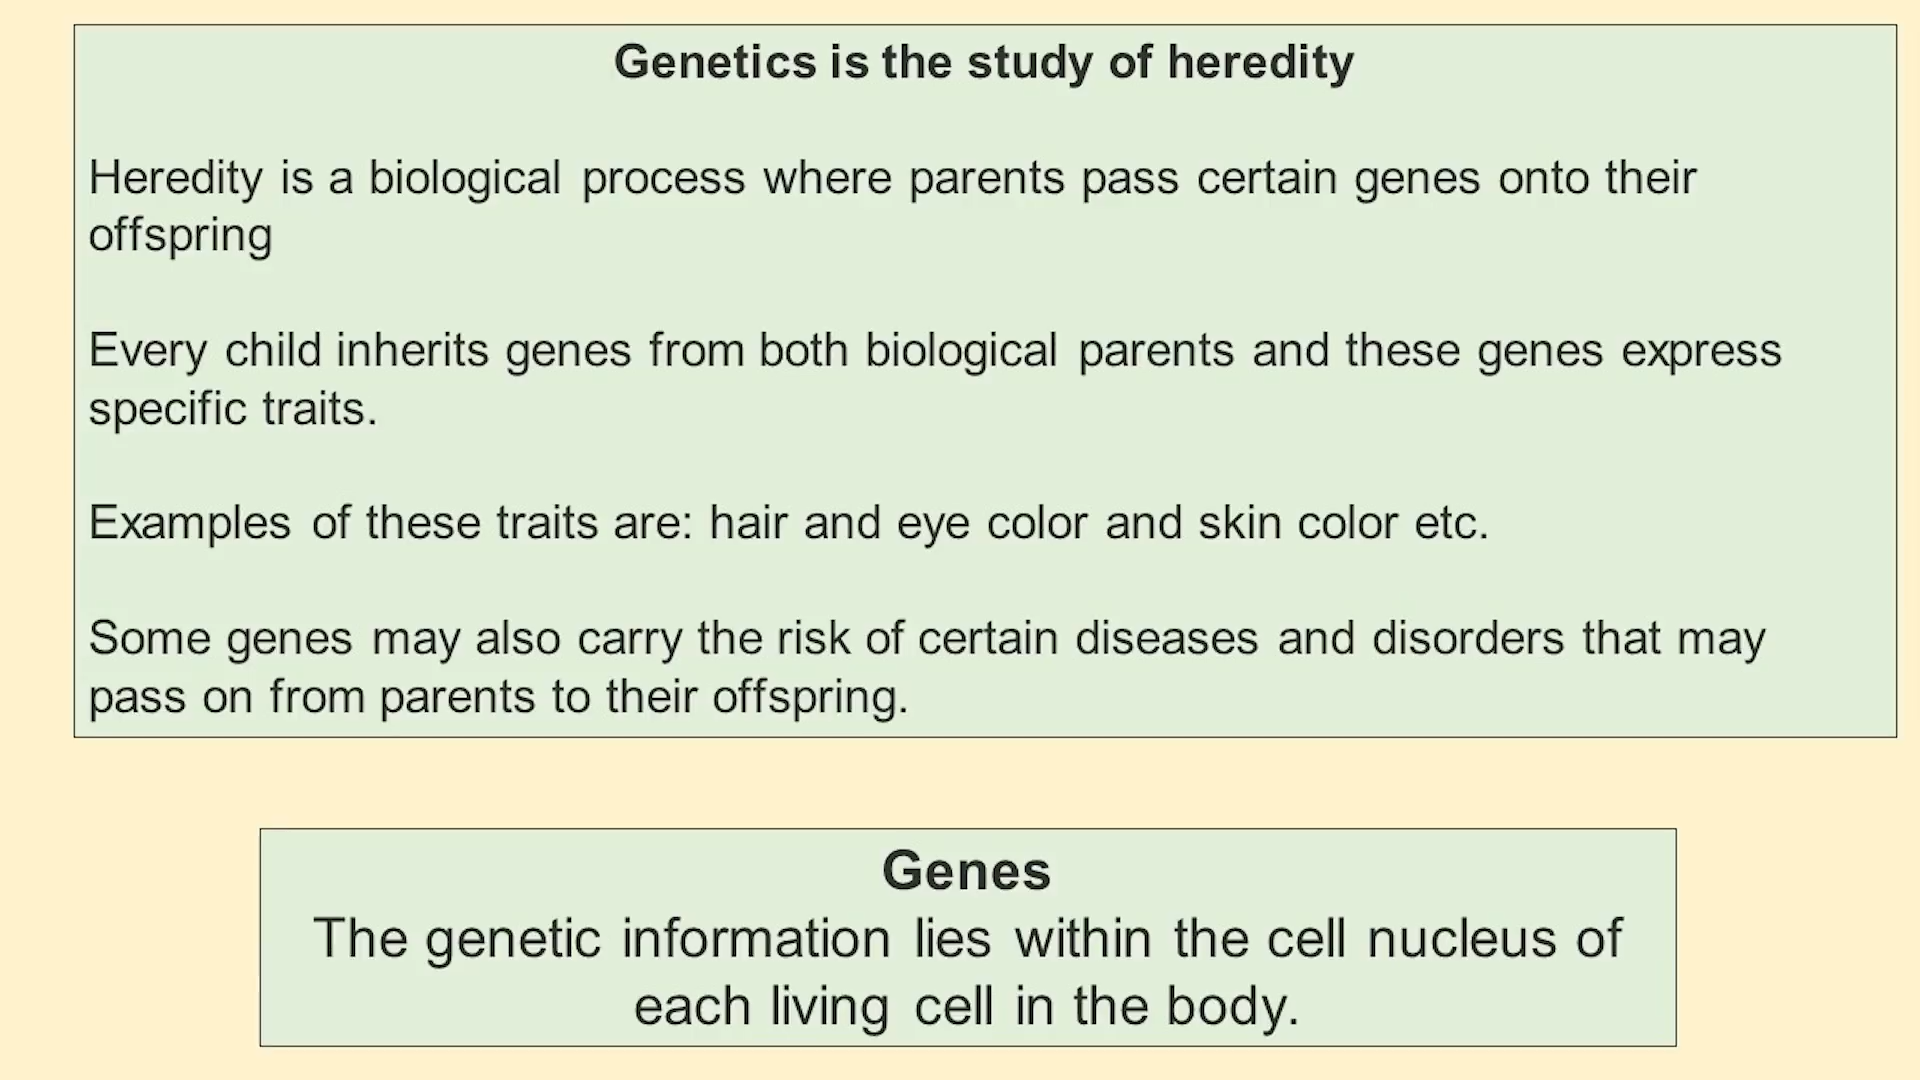 Genetics is the study of heredity
Heredity is a biological process where parents pass certain genes onto their
offspring
Every child inherits genes from both biological parents and these genes express
specific traits.
Examples of these traits are: hair and eye color and skin color etc.
Some genes may also carry the risk of certain diseases and disorders that may
pass on from parents to their offspring.
Genes
The genetic information lies within the cell nucleus of
each living cell in the body.